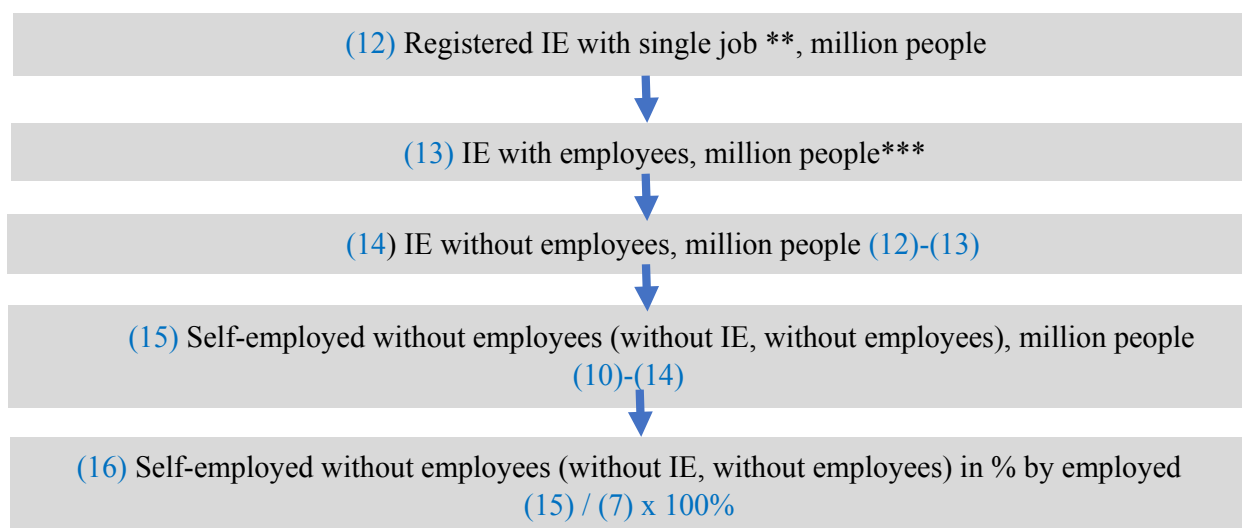 (12) Registered IE with single job **, million people
(13) IE with employees, million people***
(14) IE without employees, million people (12)-(13)
(15) Self-employed without employees (without IE, without employees), million people
(10)-(14)
(16) Self-employed without employees (without IE, without employees) in % by employed
(15) / (7) x 100%